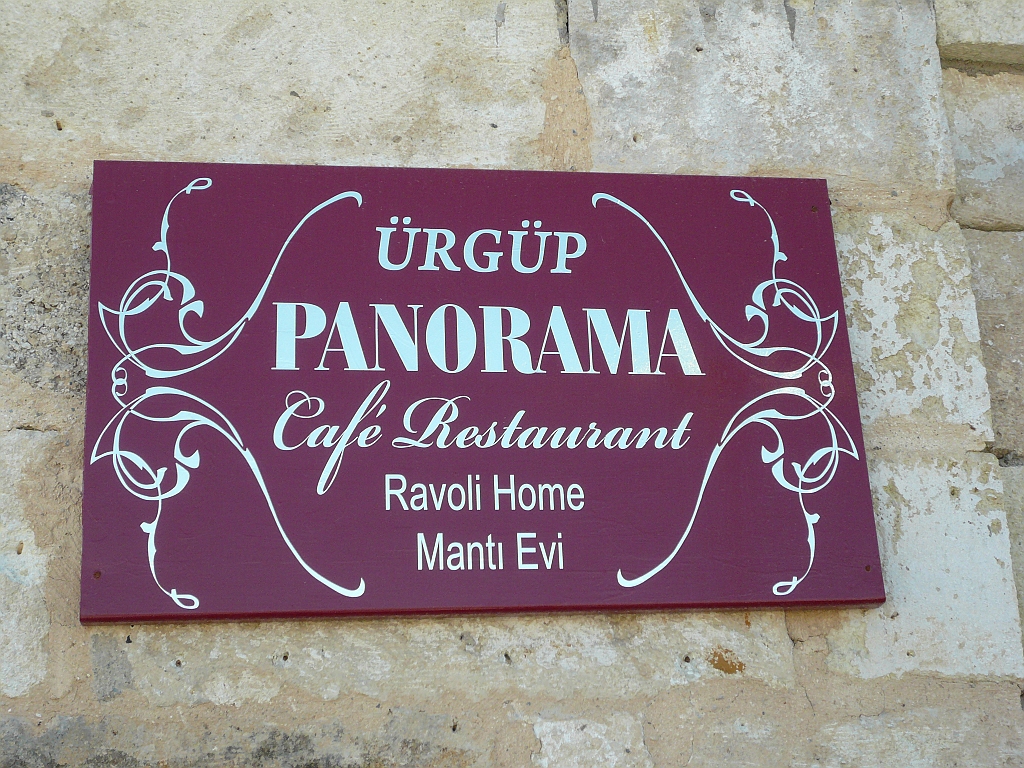 ÜRGÜP
PANORAMA
Café Restaurant
Ravoli Home
Mantı Evi